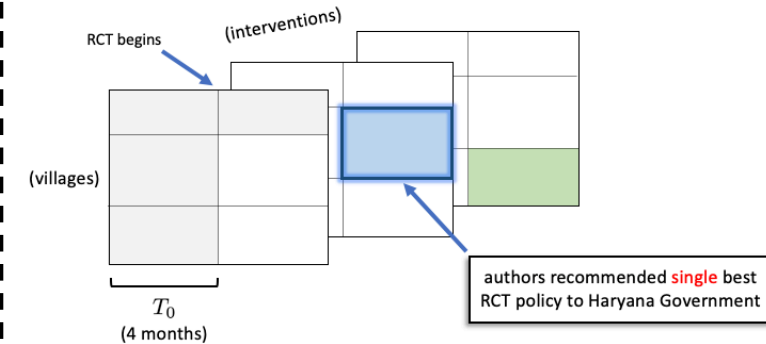 (interventions)
RCT begins
(villages)
T₀
(4 months)
authors recommended single best
RCT policy to Haryana Government